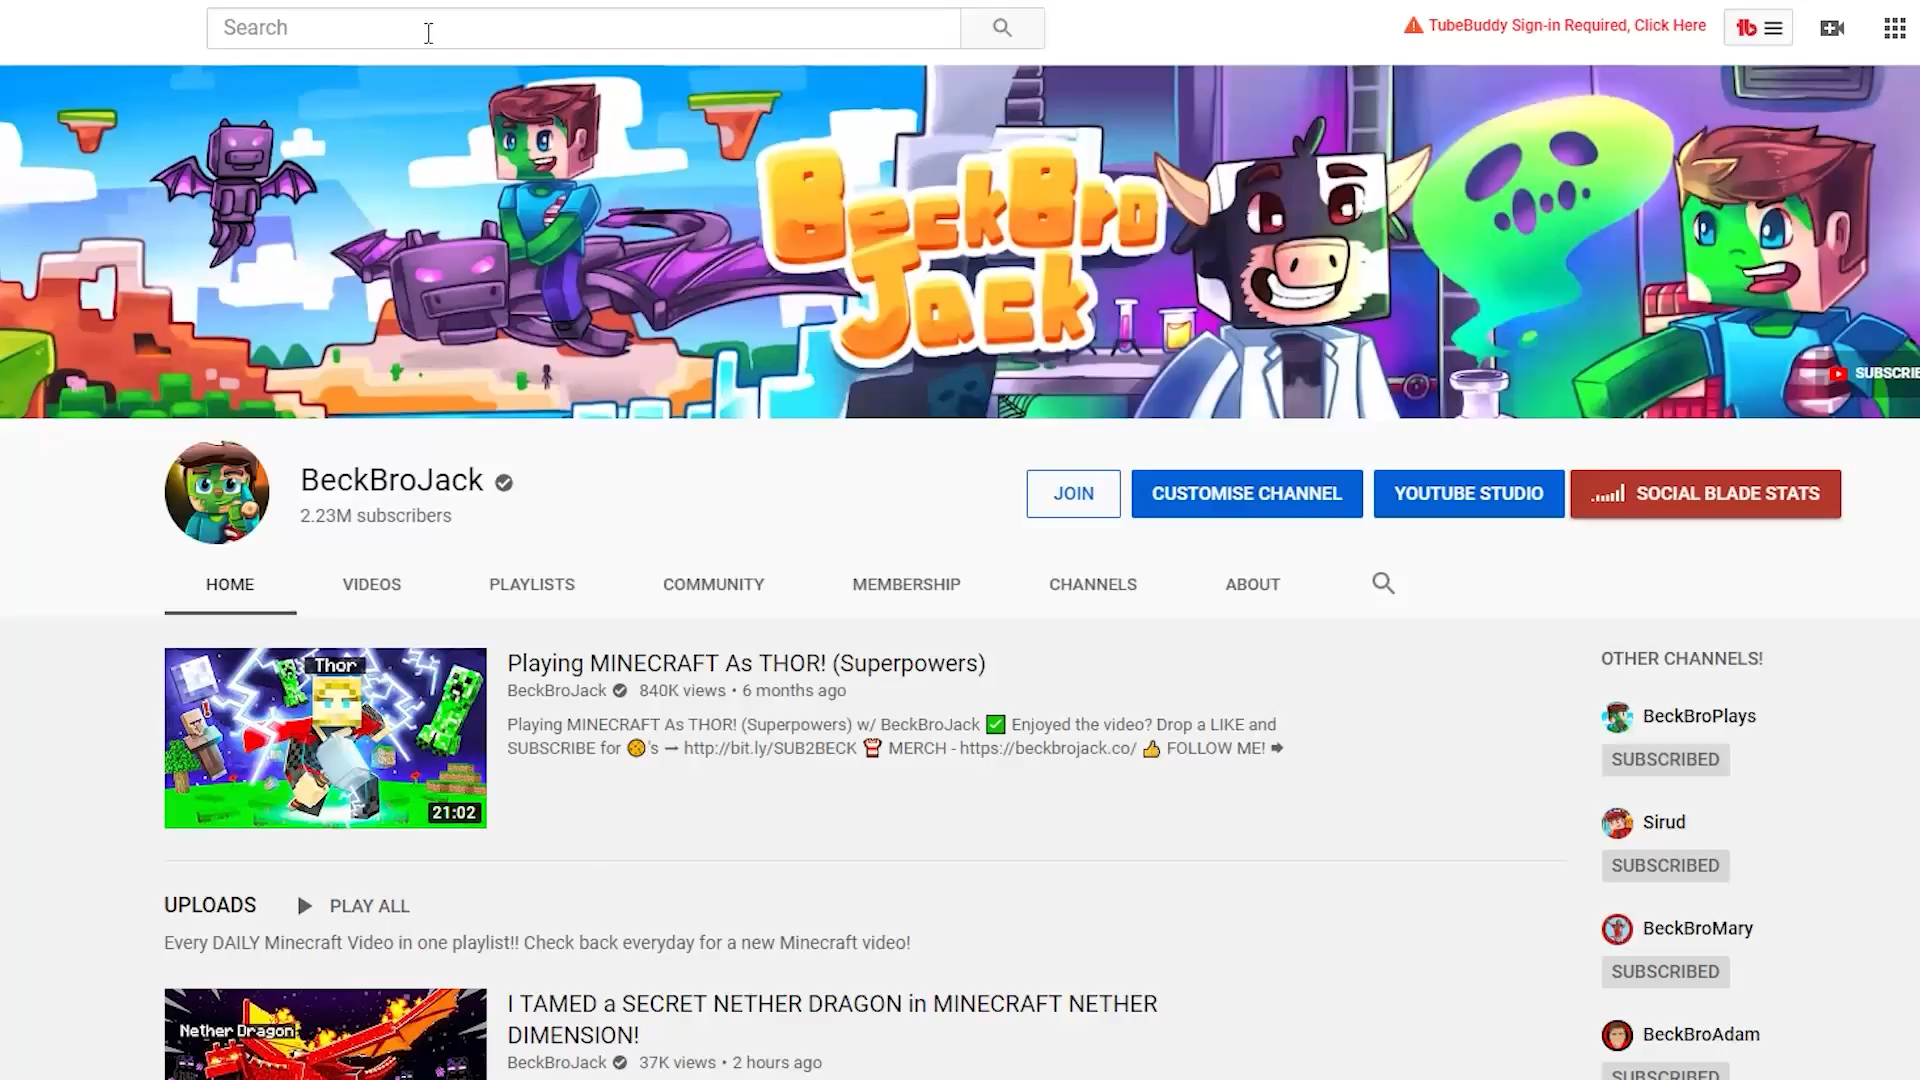 Search
TubeBuddy Sign-in Required, Click Here
BeckBro
Jack
SUBSCRIBE
BeckBroJack
2.23M subscribers
JOIN
CUSTOMISE CHANNEL
YOUTUBE STUDIO
SOCIAL BLADE STATS
HOME
VIDEOS
PLAYLISTS
COMMUNITY
MEMBERSHIP
CHANNELS
ABOUT
Thor
21:02
Playing MINECRAFT As THOR! (Superpowers)
BeckBroJack 840K views • 6 months ago
Playing MINECRAFT As THOR! (Superpowers) w/ BeckBroJack ✅ Enjoyed the video? Drop a LIKE and
SUBSCRIBE for 🍪's ➞ http://bit.ly/SUB2BECK 👕 MERCH - https://beckbrojack.co/ 👍 FOLLOW ME! ➡
OTHER CHANNELS!
BeckBroPlays
SUBSCRIBED
Sirud
SUBSCRIBED
BeckBroMary
SUBSCRIBED
BeckBroAdam
SUBSCRIBED
UPLOADS
PLAY ALL
Every DAILY Minecraft Video in one playlist!! Check back everyday for a new Minecraft video!
Nether Dragon
I TAMED a SECRET NETHER DRAGON in MINECRAFT NETHER
DIMENSION!
BeckBroJack 37K views • 2 hours ago